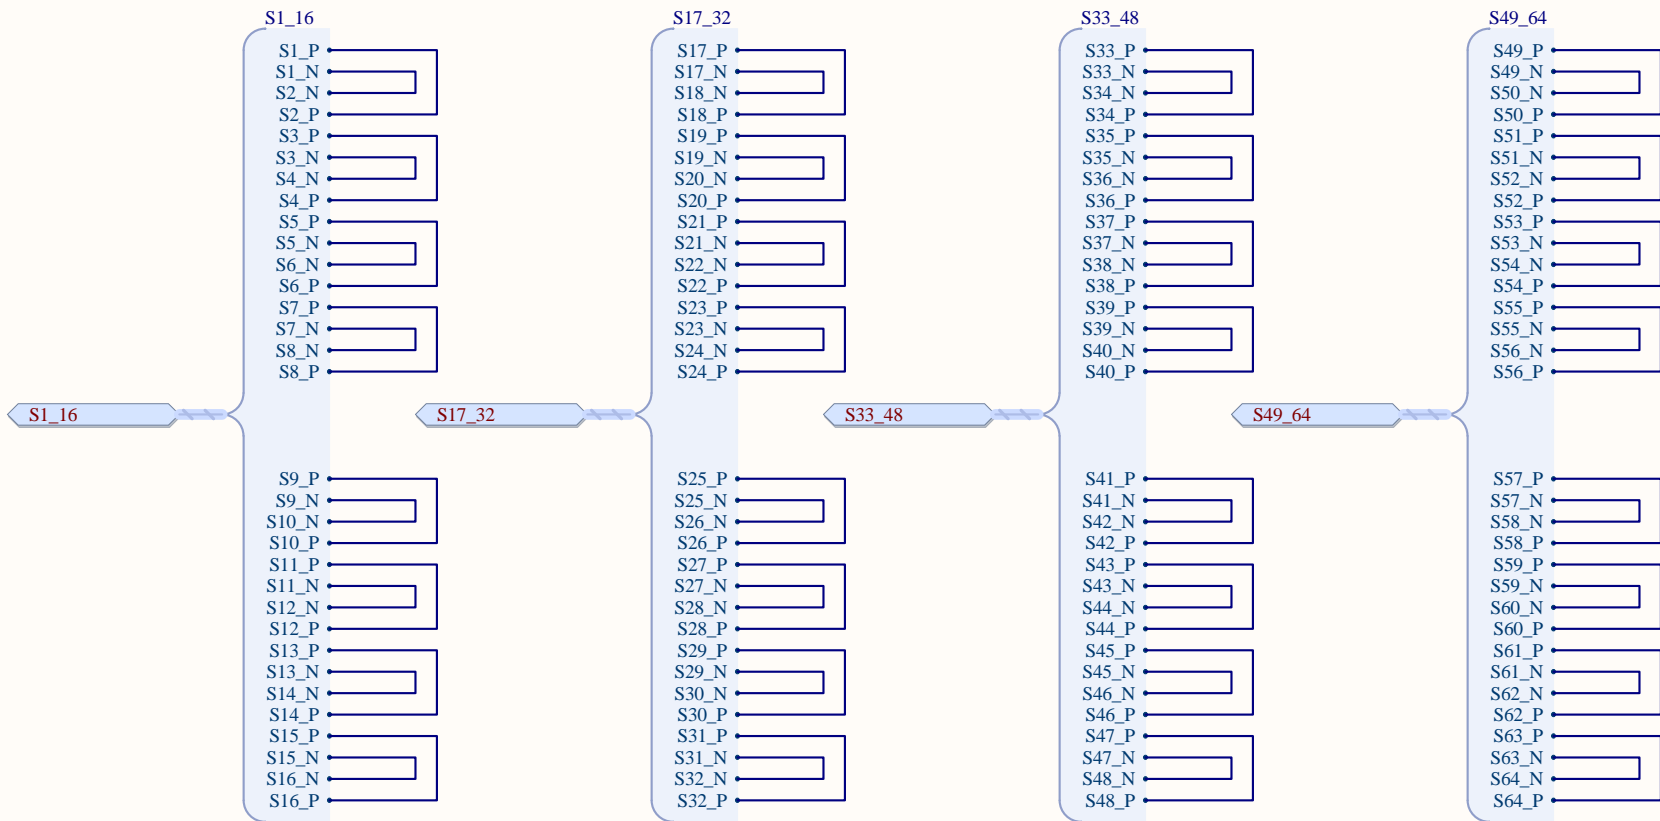 S1_16
S1_P
S1_N
S2_N
S2_P
S3_P
S3_N
S4_N
S4_P
S5_P
S5_N
S6_N
S6_P
S7_P
S7_N
S8_N
S8_P
S1_16
S9_P
S9_N
S10_N
S10_P
S11_P
S11_N
S12_N
S12_P
S13_P
S13_N
S14_N
S14_P
S15_P
S15_N
S16_N
S16_P
S17_32
S17_P
S17_N
S18_N
S18_P
S19_P
S19_N
S20_N
S20_P
S21_P
S21_N
S22_N
S22_P
S23_P
S23_N
S24_N
S24_P
S17_32
S25_P
S25_N
S26_N
S26_P
S27_P
S27_N
S28_N
S28_P
S29_P
S29_N
S30_N
S30_P
S31_P
S31_N
S32_N
S32_P
S33_48
S33_P
S33_N
S34_N
S34_P
S35_P
S35_N
S36_N
S36_P
S37_P
S37_N
S38_N
S38_P
S39_P
S39_N
S40_N
S40_P
S33_48
S41_P
S41_N
S42_N
S42_P
S43_P
S43_N
S44_N
S44_P
S45_P
S45_N
S46_N
S46_P
S47_P
S47_N
S48_N
S48_P
S49_64
S49_P
S49_N
S50_N
S50_P
S51_P
S51_N
S52_N
S52_P
S53_P
S53_N
S54_N
S54_P
S55_P
S55_N
S56_N
S56_P
S49_64
S57_P
S57_N
S58_N
S58_P
S59_P
S59_N
S60_N
S60_P
S61_P
S61_N
S62_N
S62_P
S63_P
S63_N
S64_N
S64_P